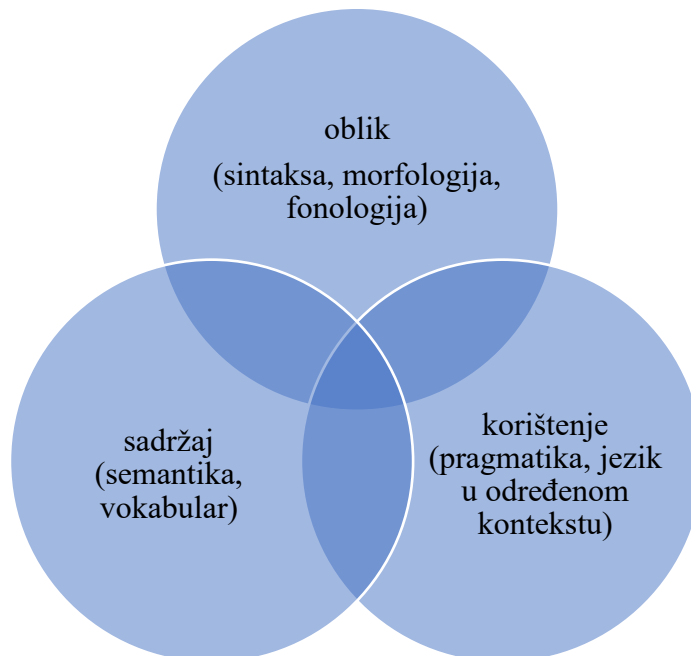 oblik
(sintaksa, morfologija,
fonologija)
sadržaj
(semantika,
vokabular)
korištenje
(pragmatika, jezik
u određenom
kontekstu)